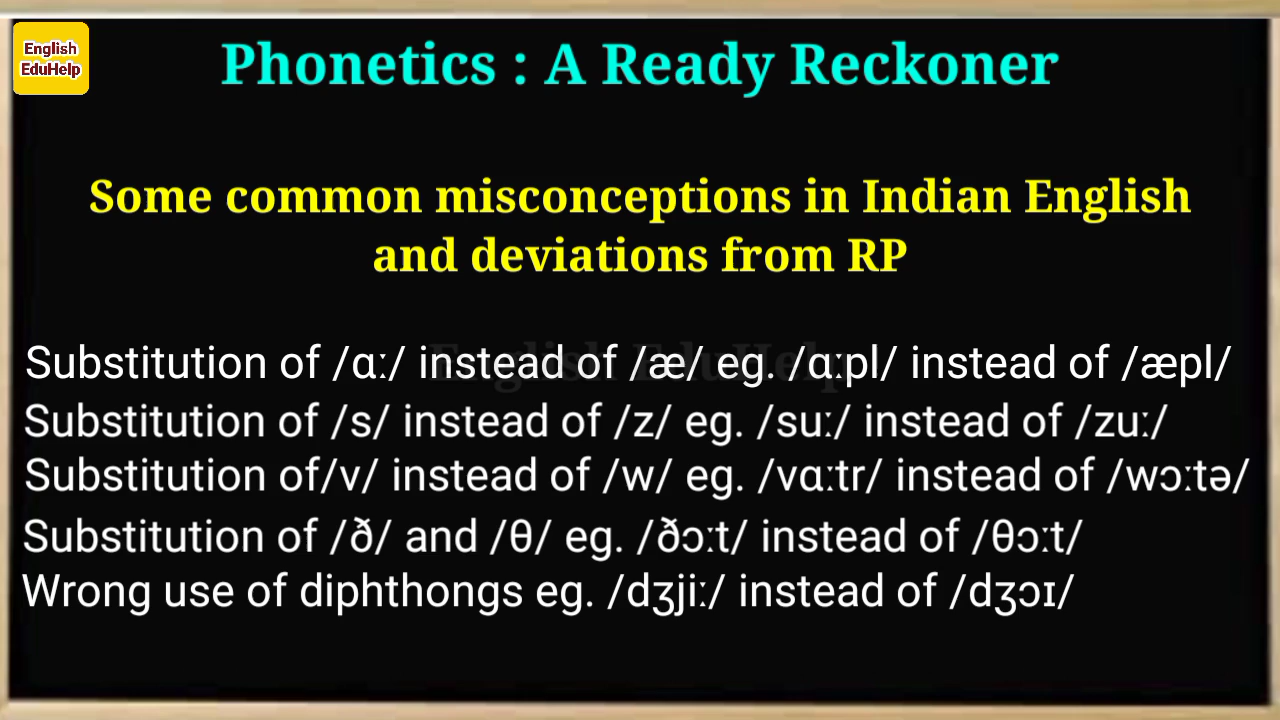 English
EduHelp
Phonetics : A Ready Reckoner
Some common misconceptions in Indian English
and deviations from RP
English EduHelp
Substitution of /ɑː/ instead of /æ/ eg. /ɑːpl/ instead of /æpl/
Substitution of /s/ instead of /z/ eg. /suː/ instead of /zuː/
Substitution of/v/ instead of /w/ eg. /vɑːtr/ instead of /wɔːtə/
Substitution of /ð/ and /θ/ eg. /ðɔːt/ instead of /θɔːt/
Wrong use of diphthongs eg. /dʒjiː/ instead of /dʒɔɪ/